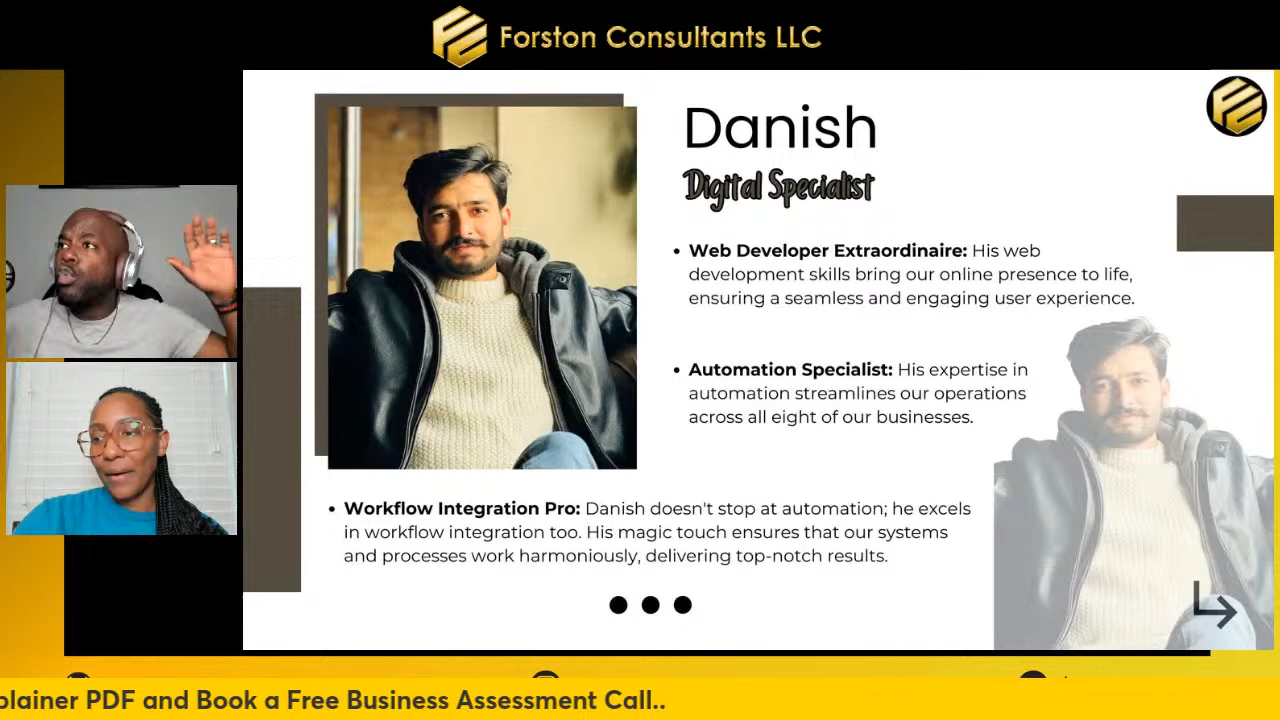 Forston Consultants LLC
Danish
Digital Specialist
• Web Developer Extraordinaire: His web
development skills bring our online presence to life,
ensuring a seamless and engaging user experience.
• Automation Specialist: His expertise in
automation streamlines our operations
across all eight of our businesses.
• Workflow Integration Pro: Danish doesn't stop at automation; he excels
in workflow integration too. His magic touch ensures that our systems
and processes work harmoniously, delivering top-notch results.
plainer PDF and Book a Free Business Assessment Call..